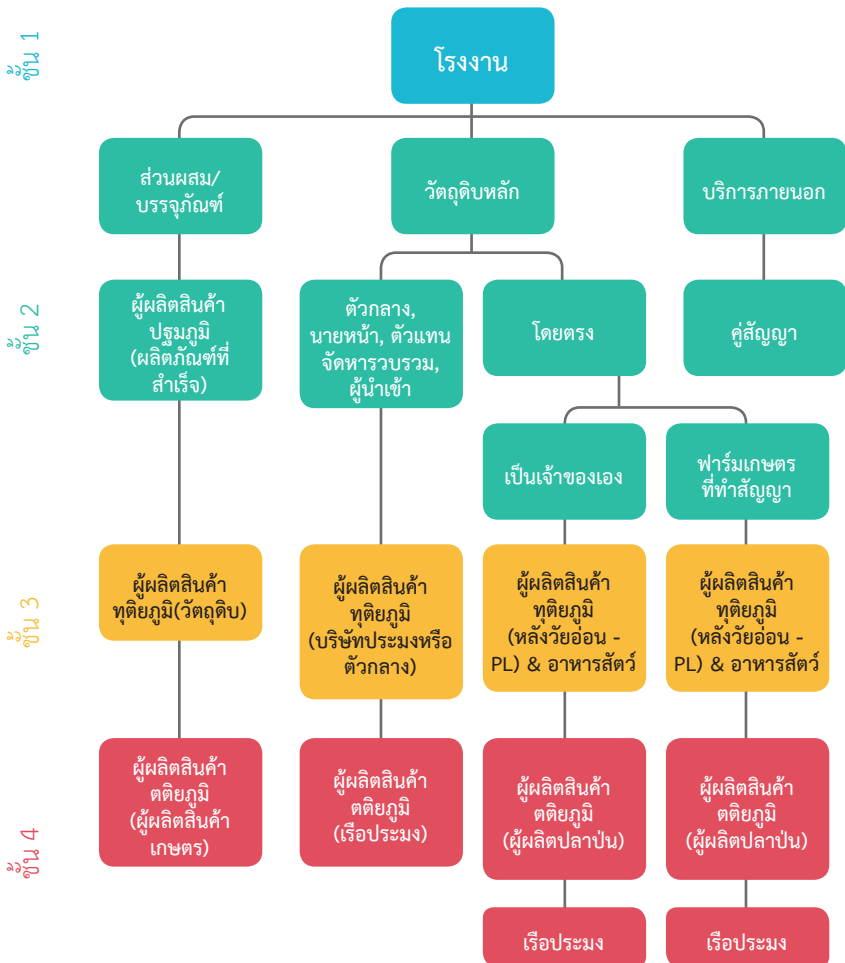 ชั้น 1
โรงงาน
ส่วนผสม/
บรรจุภัณฑ์
วัตถุดิบหลัก
บริการภายนอก
ชั้น 2
ผู้ผลิตสินค้า
ปฐมภูมิ
(ผลิตภัณฑ์ที่
สำเร็จ)
ตัวกลาง,
นายหน้า, ตัวแทน
จัดหารวบรวม,
ผู้นำเข้า
โดยตรง
คู่สัญญา
เป็นเจ้าของเอง
ฟาร์มเกษตร
ที่ทำสัญญา
ชั้น 3
ผู้ผลิตสินค้า
ทุติยภูมิ(วัตถุดิบ)
ผู้ผลิตสินค้า
ทุติยภูมิ
(บริษัทประมงหรือ
ตัวกลาง)
ผู้ผลิตสินค้า
ทุติยภูมิ
(หลังวัยอ่อน -
PL) & อาหารสัตว์
ผู้ผลิตสินค้า
ทุติยภูมิ
(หลังวัยอ่อน -
PL) & อาหารสัตว์
ชั้น 4
ผู้ผลิตสินค้า
ตติยภูมิ
(ผู้ผลิตสินค้า
เกษตร)
ผู้ผลิตสินค้า
ตติยภูมิ
(เรือประมง)
ผู้ผลิตสินค้า
ตติยภูมิ
(ผู้ผลิตปลาป่น)
ผู้ผลิตสินค้า
ตติยภูมิ
(ผู้ผลิตปลาป่น)
เรือประมง
เรือประมง